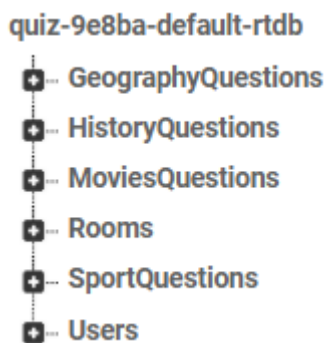 quiz-9e8ba-default-rtdb
GeographyQuestions
HistoryQuestions
MoviesQuestions
Rooms
SportQuestions
Users